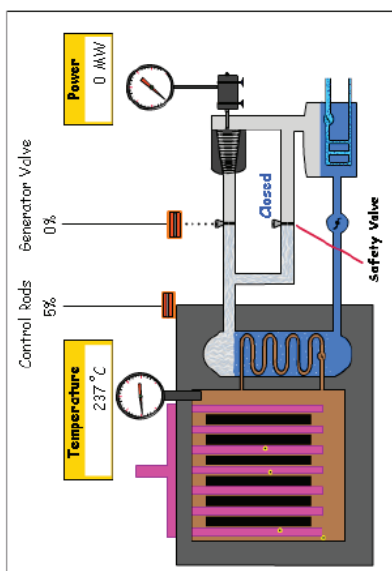 Temperature
237°C
Control Rods
5%
Generator Valve
0%
Power
0 MW
Closed
Safety Valve